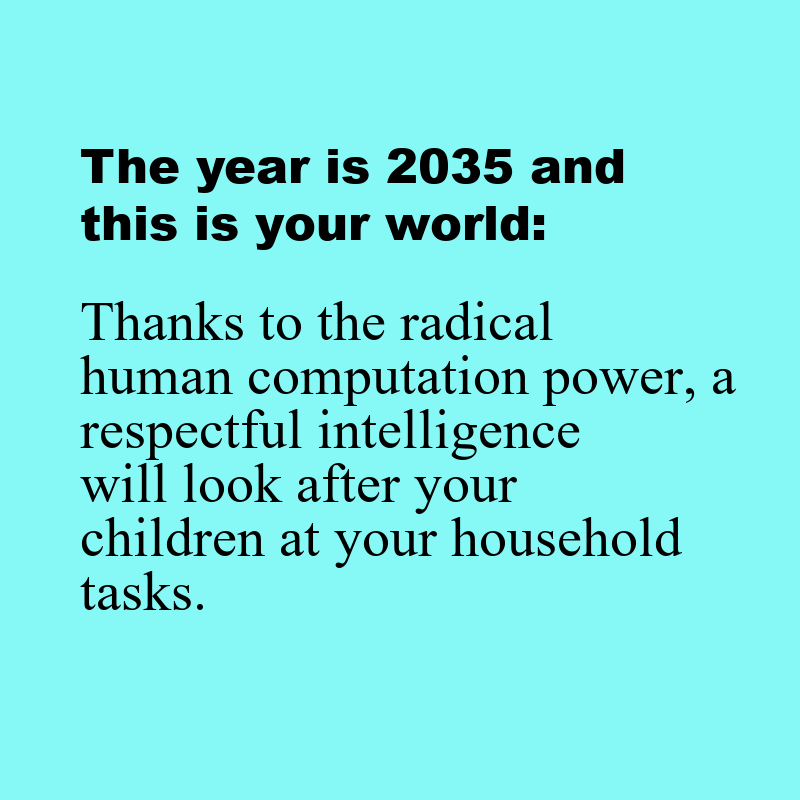 The year is 2035 and
this is your world:
Thanks to the radical
human computation power, a
respectful intelligence
will look after your
children at your household
tasks.